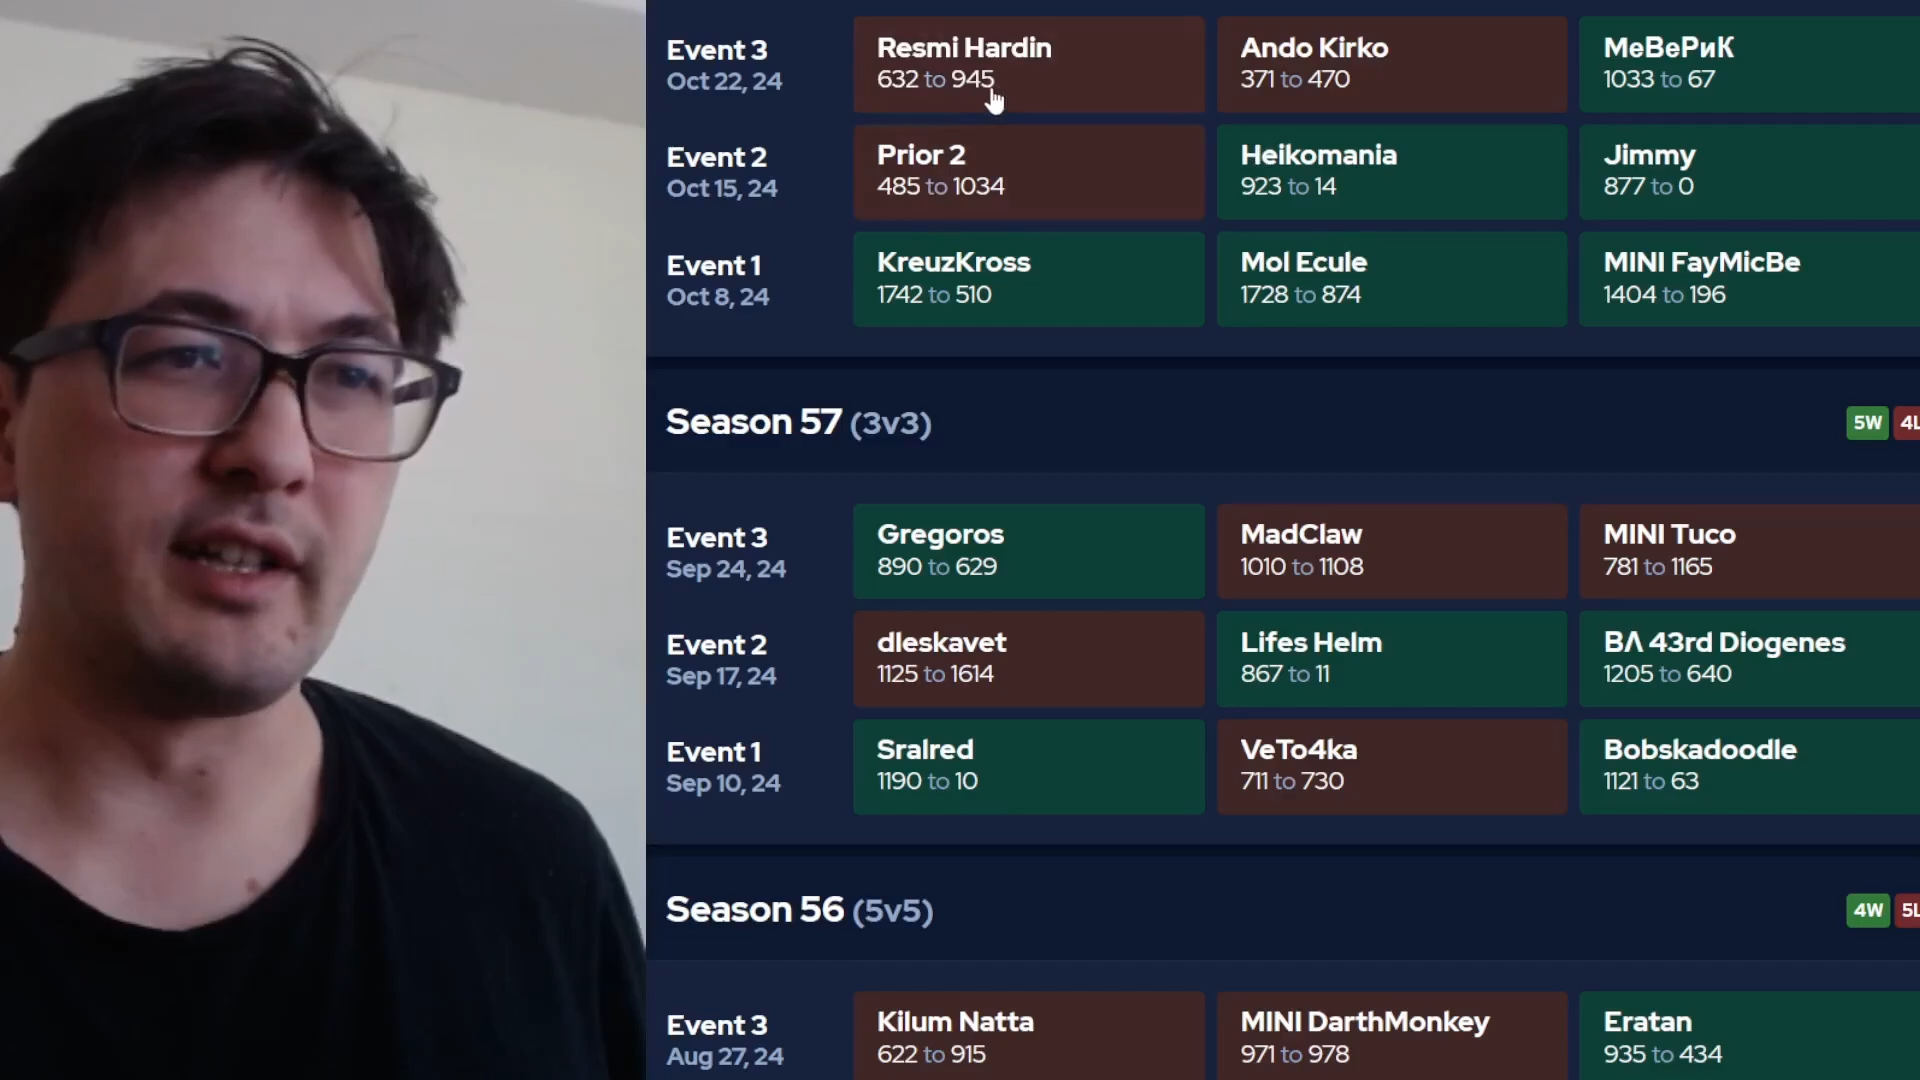 Event 3
Oct 22, 24
Resmi Hardin
632 to 945
Ando Kirko
371 to 470
МеВеРиК
1033 to 67
Event 2
Oct 15, 24
Prior 2
485 to 1034
Heikomania
923 to 14
Jimmy
877 to 0
Event 1
Oct 8, 24
KreuzKross
1742 to 510
Mol Ecule
1728 to 874
MINI FayMicBe
1404 to 196
Season 57 (3v3)
5W
4L
Event 3
Sep 24, 24
Gregoros
890 to 629
MadClaw
1010 to 1108
MINI Tuco
781 to 1165
Event 2
Sep 17, 24
dleskavet
1125 to 1614
Lifes Helm
867 to 11
BΛ 43rd Diogenes
1205 to 640
Event 1
Sep 10, 24
Sralred
1190 to 10
VeTo4ka
711 to 730
Bobskadoodle
1121 to 63
Season 56 (5v5)
4W
5L
Event 3
Aug 27, 24
Kilum Natta
622 to 915
MINI DarthMonkey
971 to 978
Eratan
935 to 434